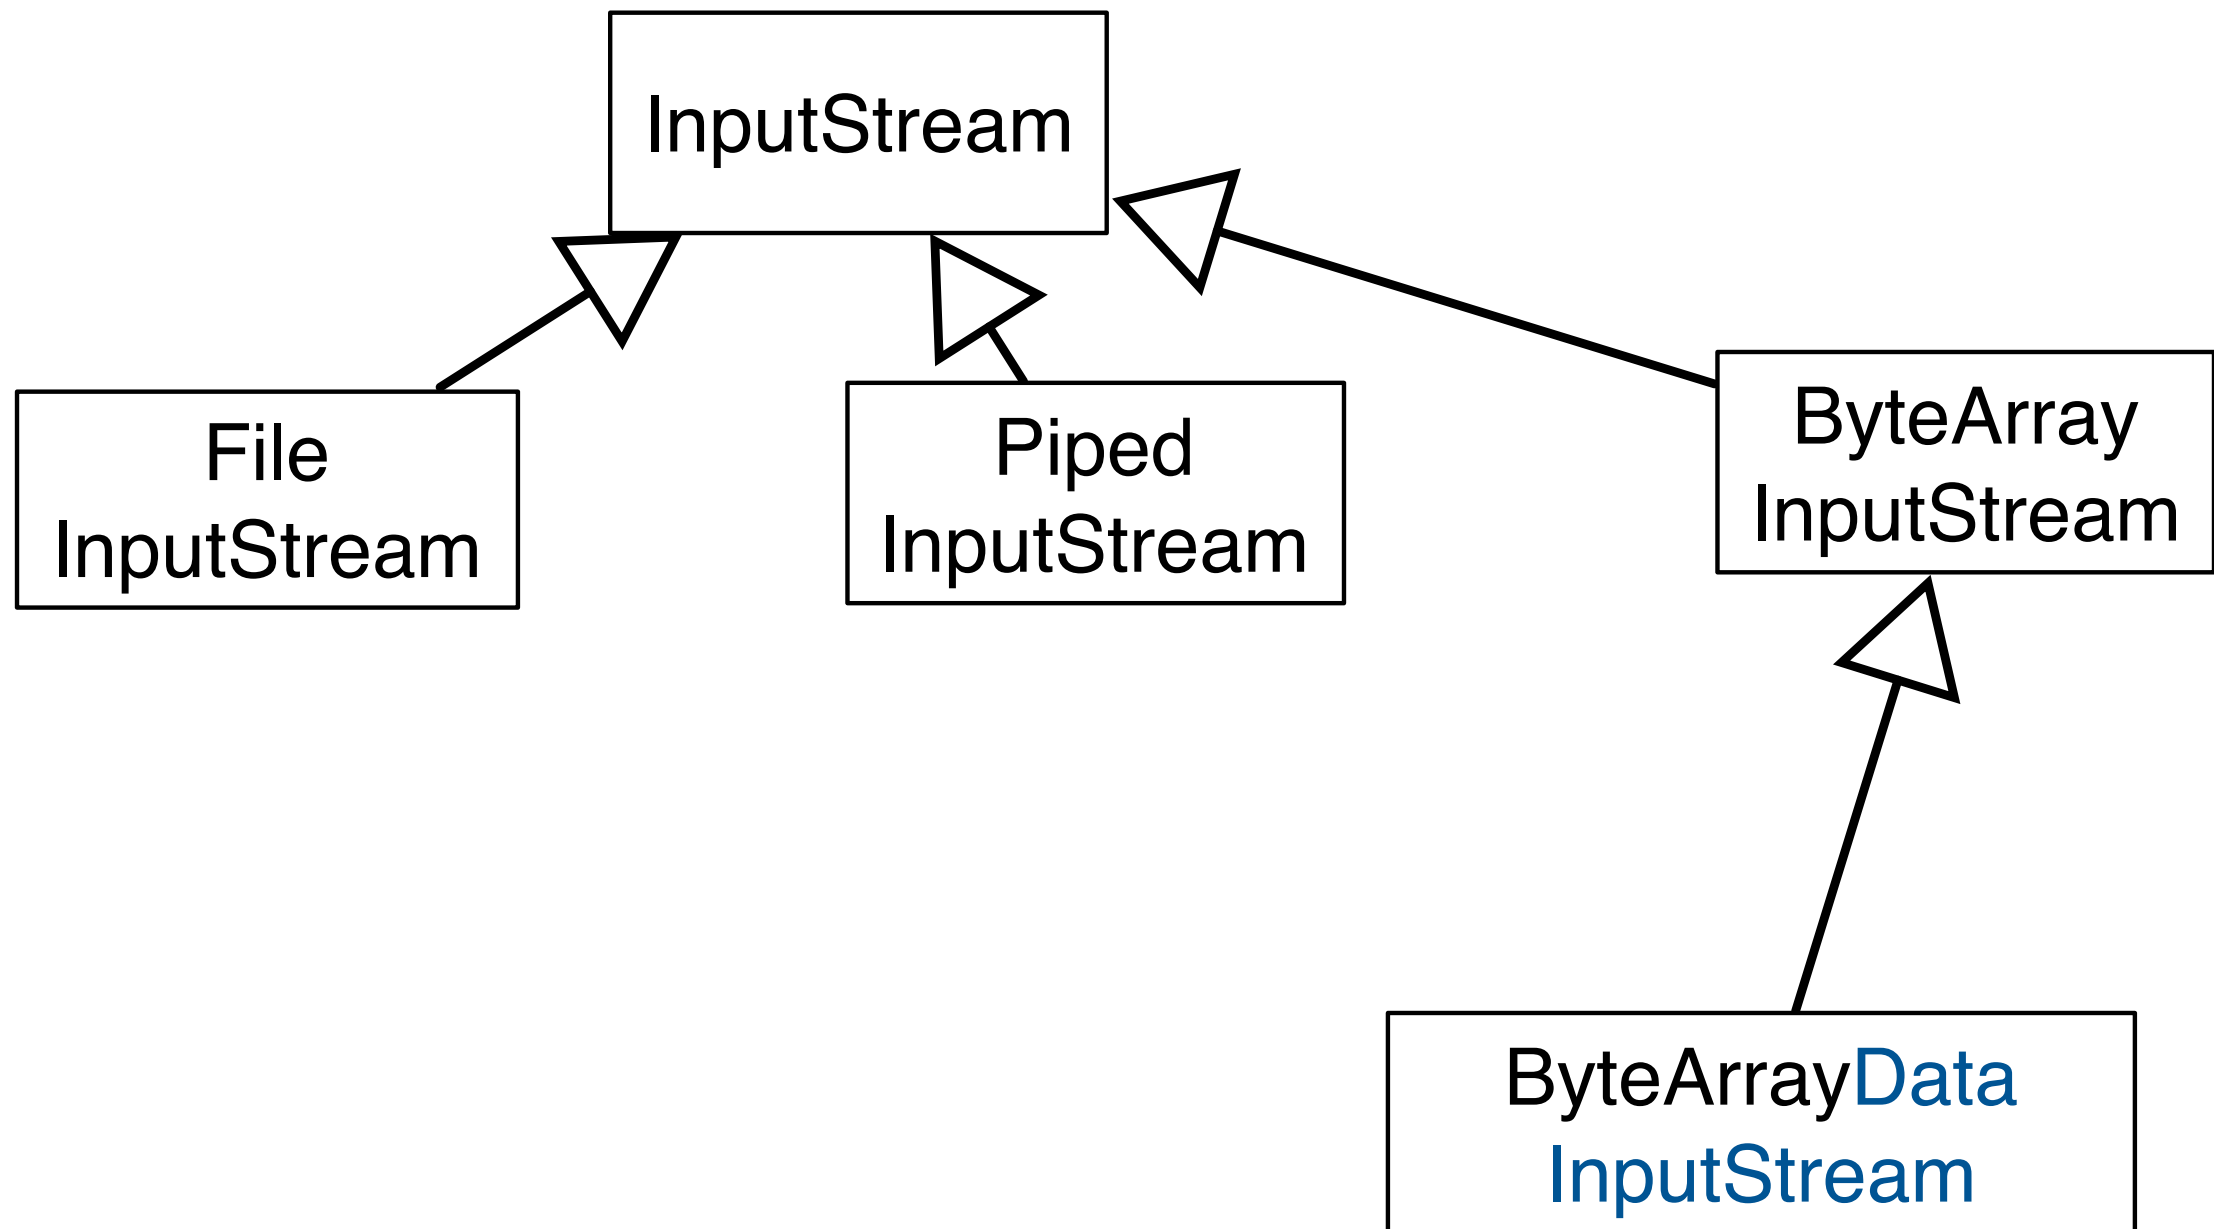 InputStream
File
InputStream
Piped
InputStream
ByteArray
InputStream
ByteArrayData
InputStream